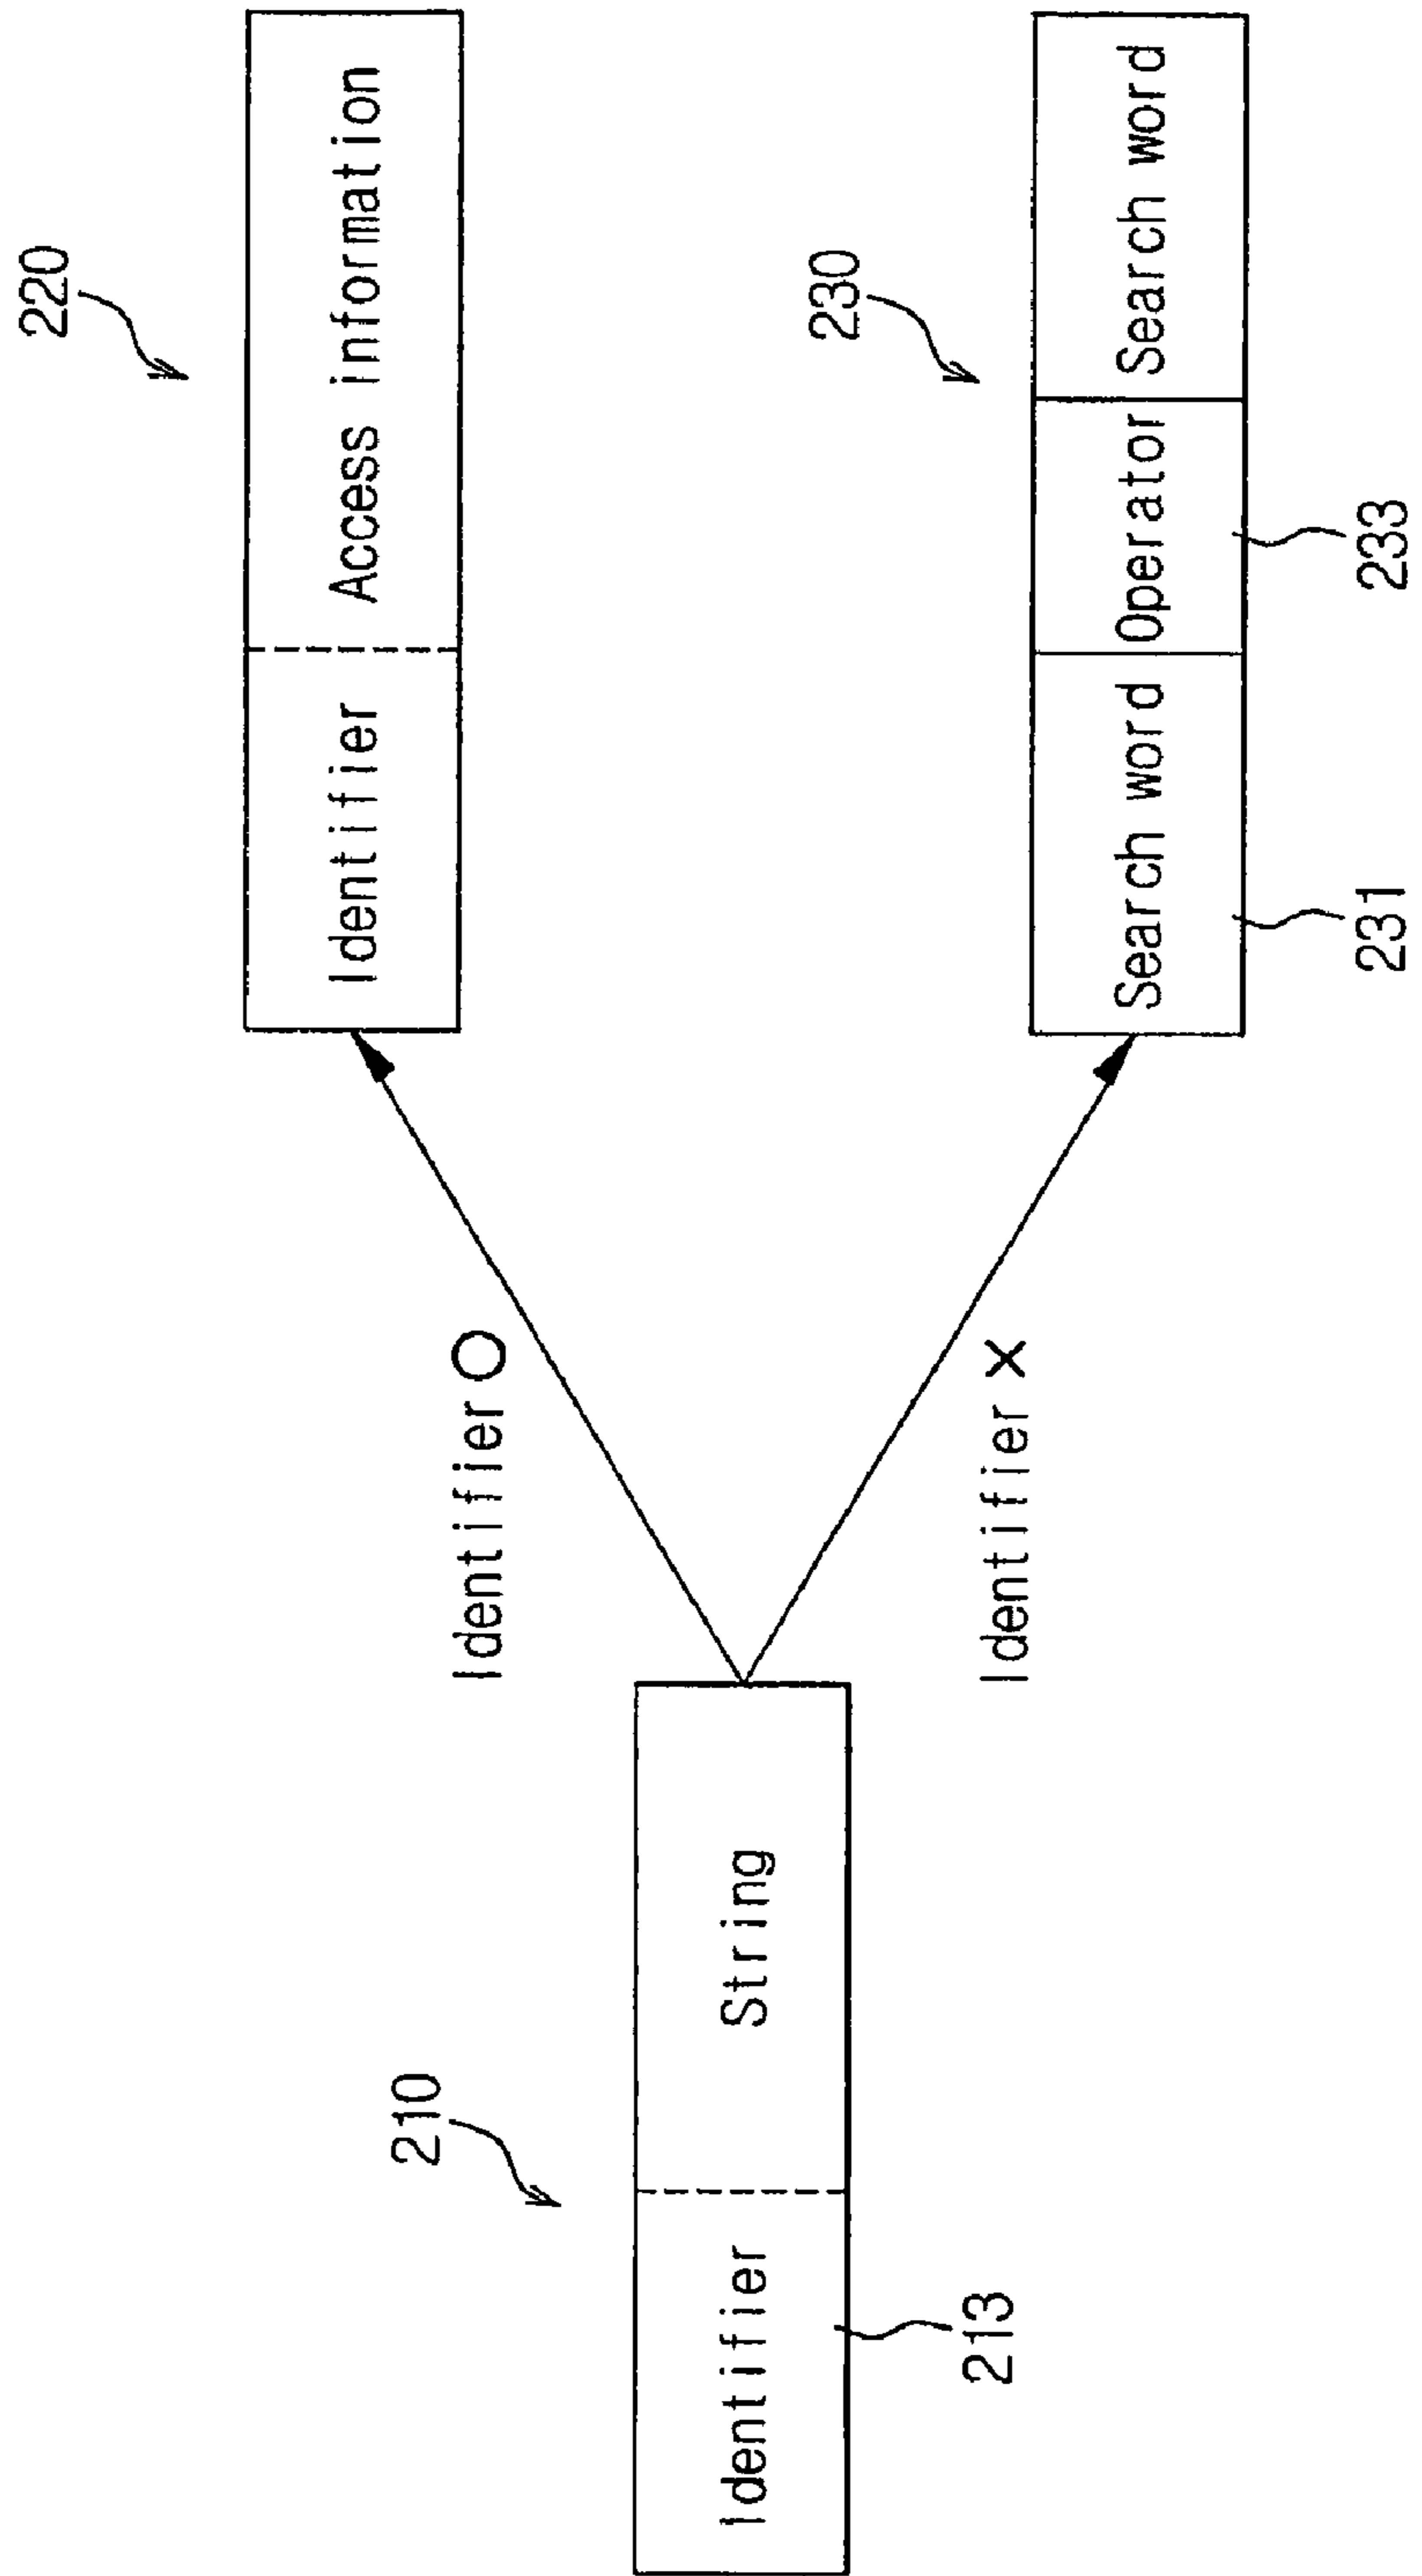 220
Identifier Access information
Identifier O
210
Identifier String
213
Identifier X
230
Search word Operator Search word
231 233